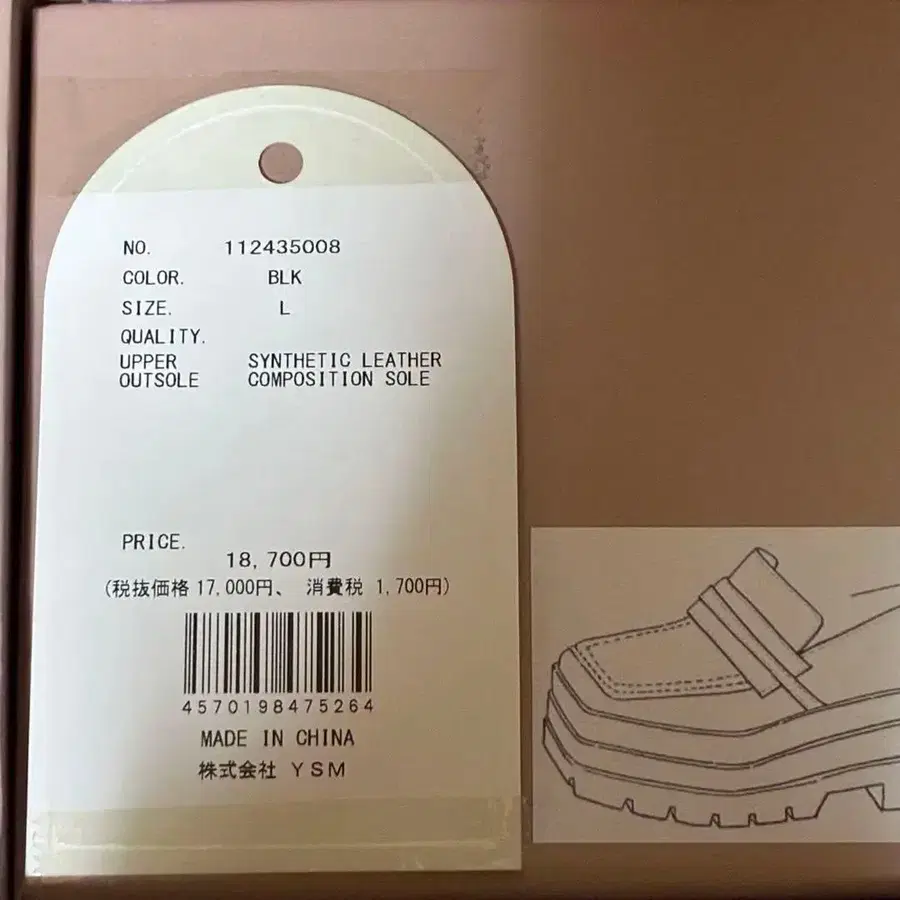 NO. 112435008
COLOR. BLK
SIZE. L
QUALITY.
UPPER SYNTHETIC LEATHER
OUTSOLE COMPOSITION SOLE
PRICE.
18,700円
(税抜価格 17,000円、 消費税 1,700円)
4570198475264
MADE IN CHINA
株式会社 YSM